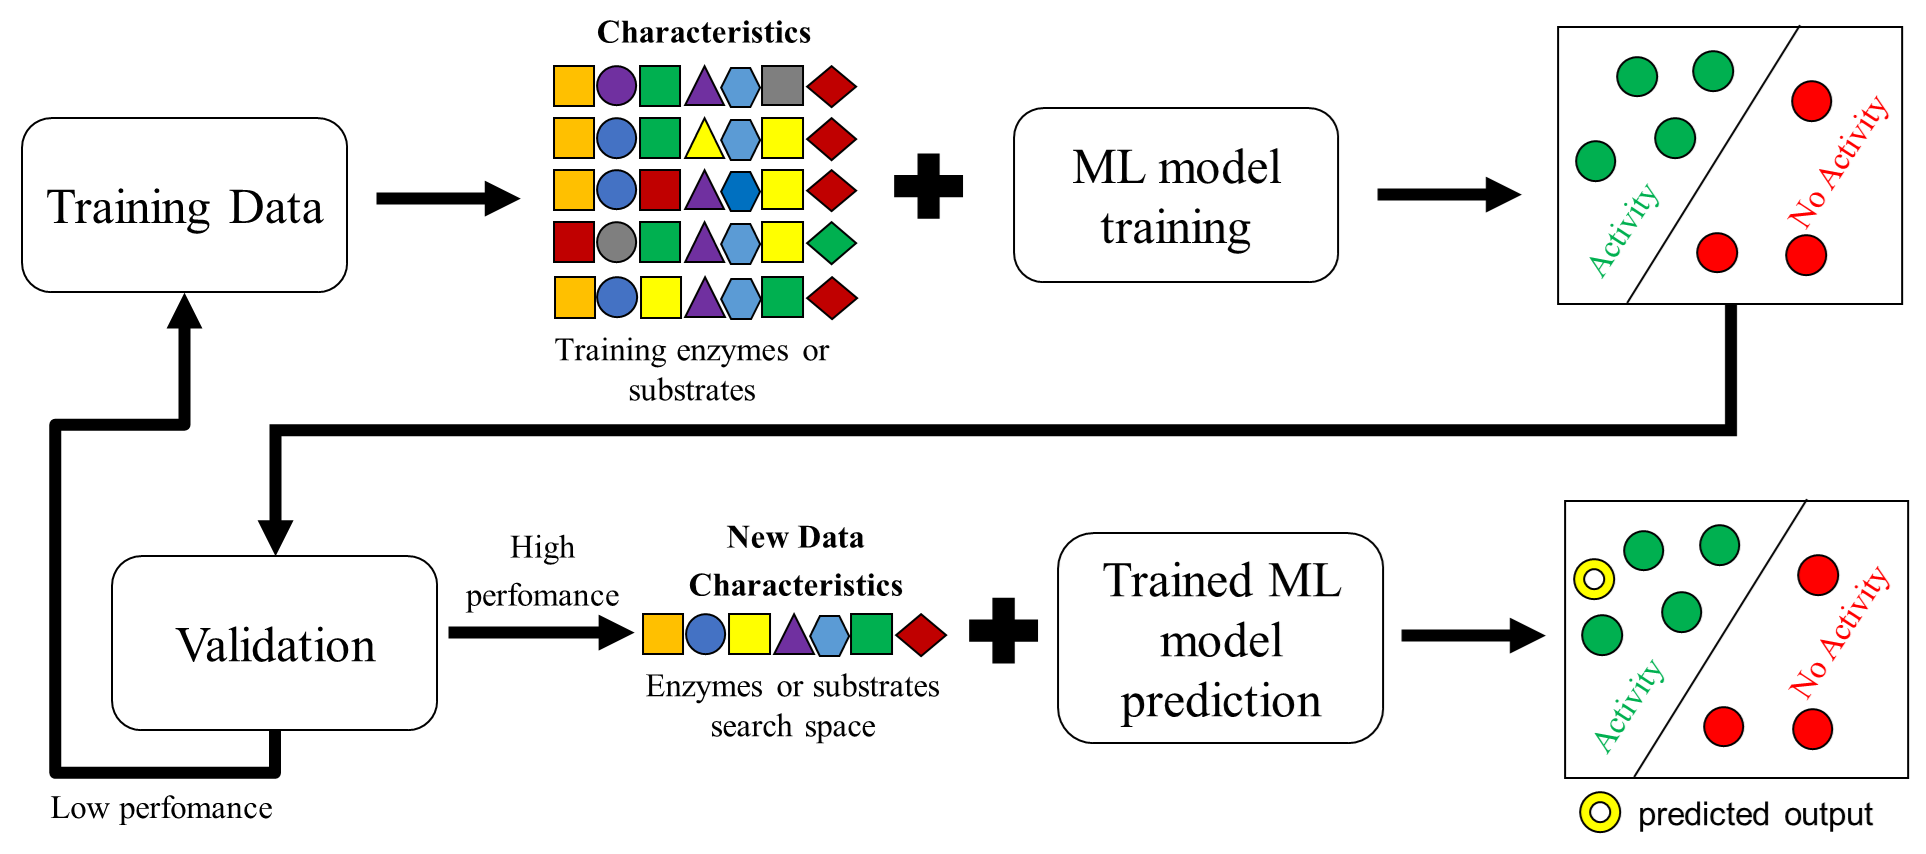 Characteristics
Training Data
ML model
training
Activity
No Activity
Training enzymes or
substrates
Validation
High
perfomance
Low perfomance
New Data
Characteristics
Enzymes or substrates
search space
Trained ML
model
prediction
Activity
No Activity
predicted output